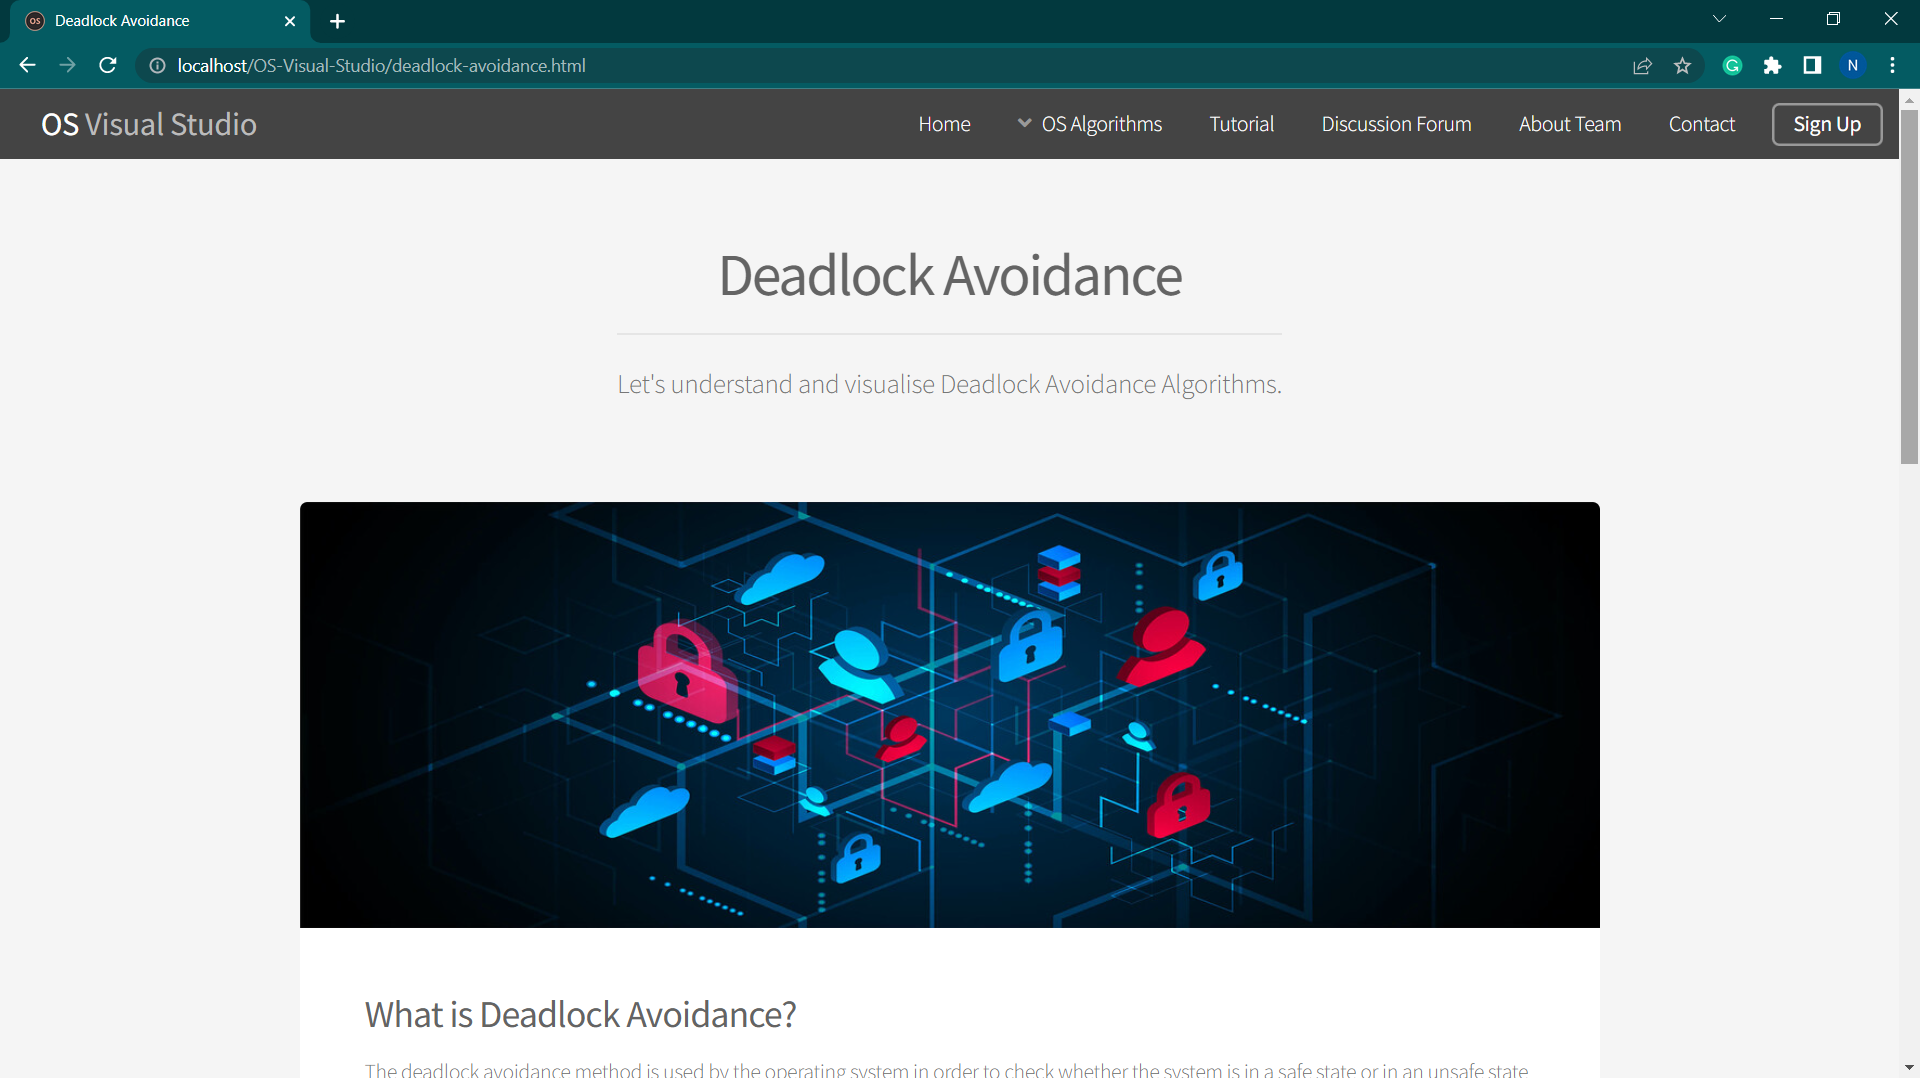 Deadlock Avoidance
localhost/OS-Visual-Studio/deadlock-avoidance.html
N
OS Visual Studio
Home
OS Algorithms
Tutorial
Discussion Forum
About Team
Contact
Sign Up
Deadlock Avoidance
Let's understand and visualise Deadlock Avoidance Algorithms.
What is Deadlock Avoidance?
The deadlock avoidance method is used by the operating system in order to check whether the system is in a safe state or in an unsafe state